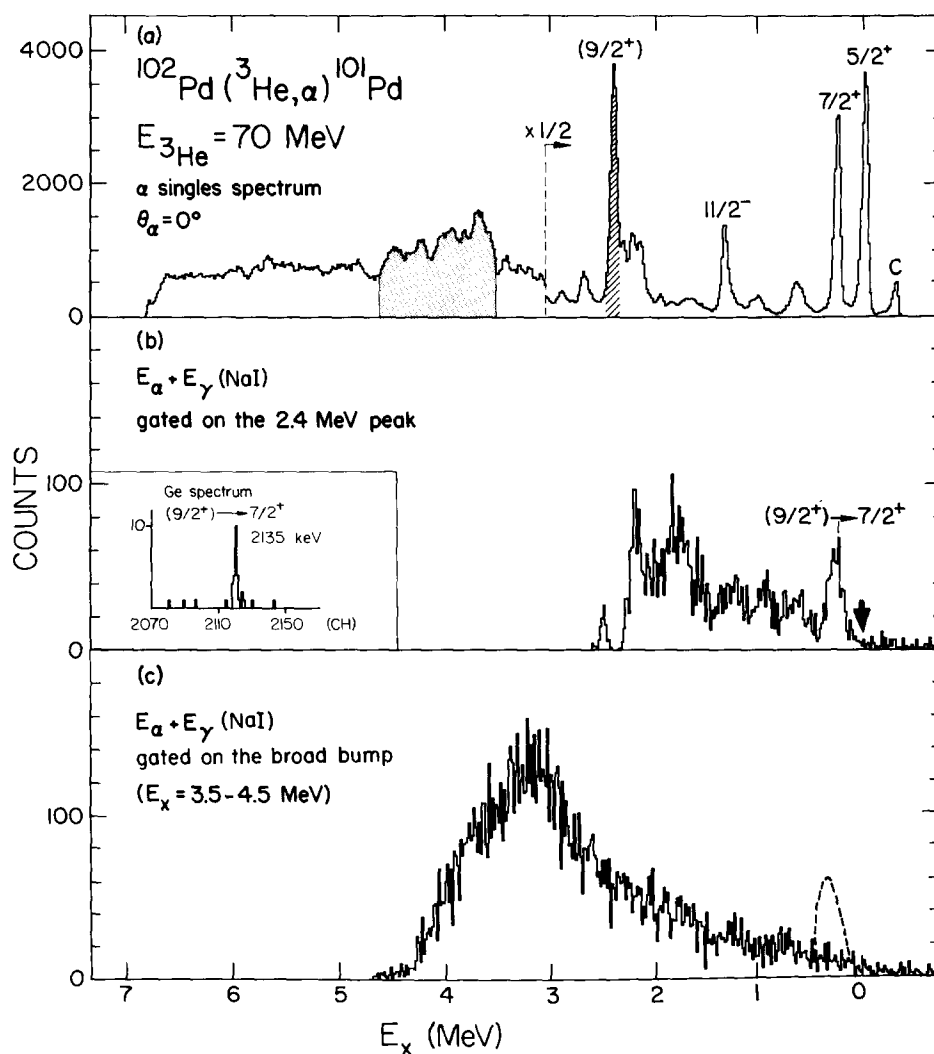 (a)
¹⁰²Pd (³He,α) ¹⁰¹Pd
E₃He = 70 MeV
α singles spectrum
θα = 0°
× 1/2
(9/2⁺)
11/2⁻
7/2⁺
5/2⁺
C
4000
2000
0
(b)
Eα + Eγ (NaI)
gated on the 2.4 MeV peak
Ge spectrum
(9/2⁺) → 7/2⁺
2135 keV
10
2070 2110 2150 (CH)
(9/2⁺) → 7/2⁺
100
0
COUNTS
(c)
Eα + Eγ (NaI)
gated on the broad bump
(Eₓ = 3.5-4.5 MeV)
100
0
7 6 5 4 3 2 1 0
Eₓ (MeV)